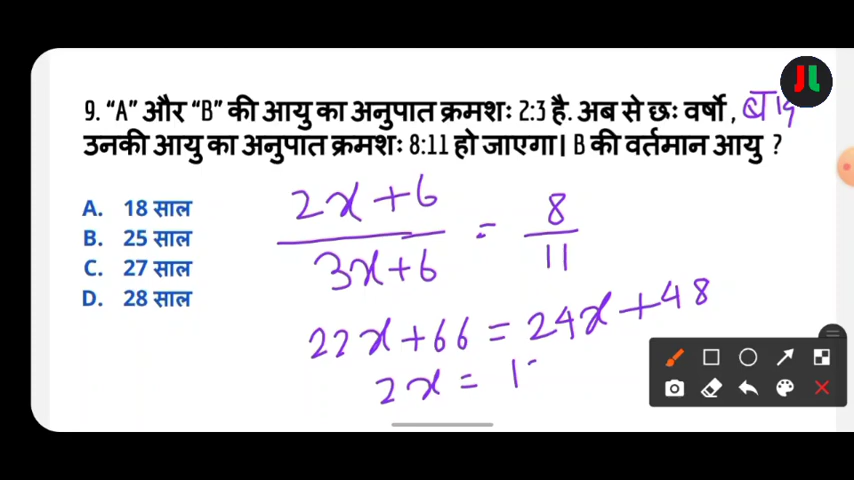 JL
9. “A” और “B” की आयु का अनुपात क्रमशः 2:3 है. अब से छः वर्षो , बाद
उनकी आयु का अनुपात क्रमशः 8:11 हो जाएगा। B की वर्तमान आयु ?
A. 18 साल
B. 25 साल
C. 27 साल
D. 28 साल
2x+6 / 3x+6 = 8/11
22x+66 = 24x+48
2x = 1